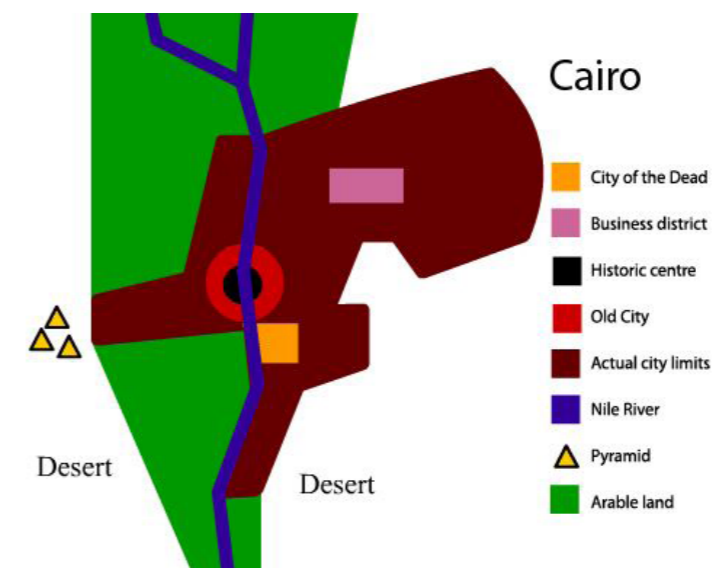 Cairo
City of the Dead
Business district
Historic centre
Old City
Actual city limits
Nile River
Pyramid
Arable land
Desert
Desert